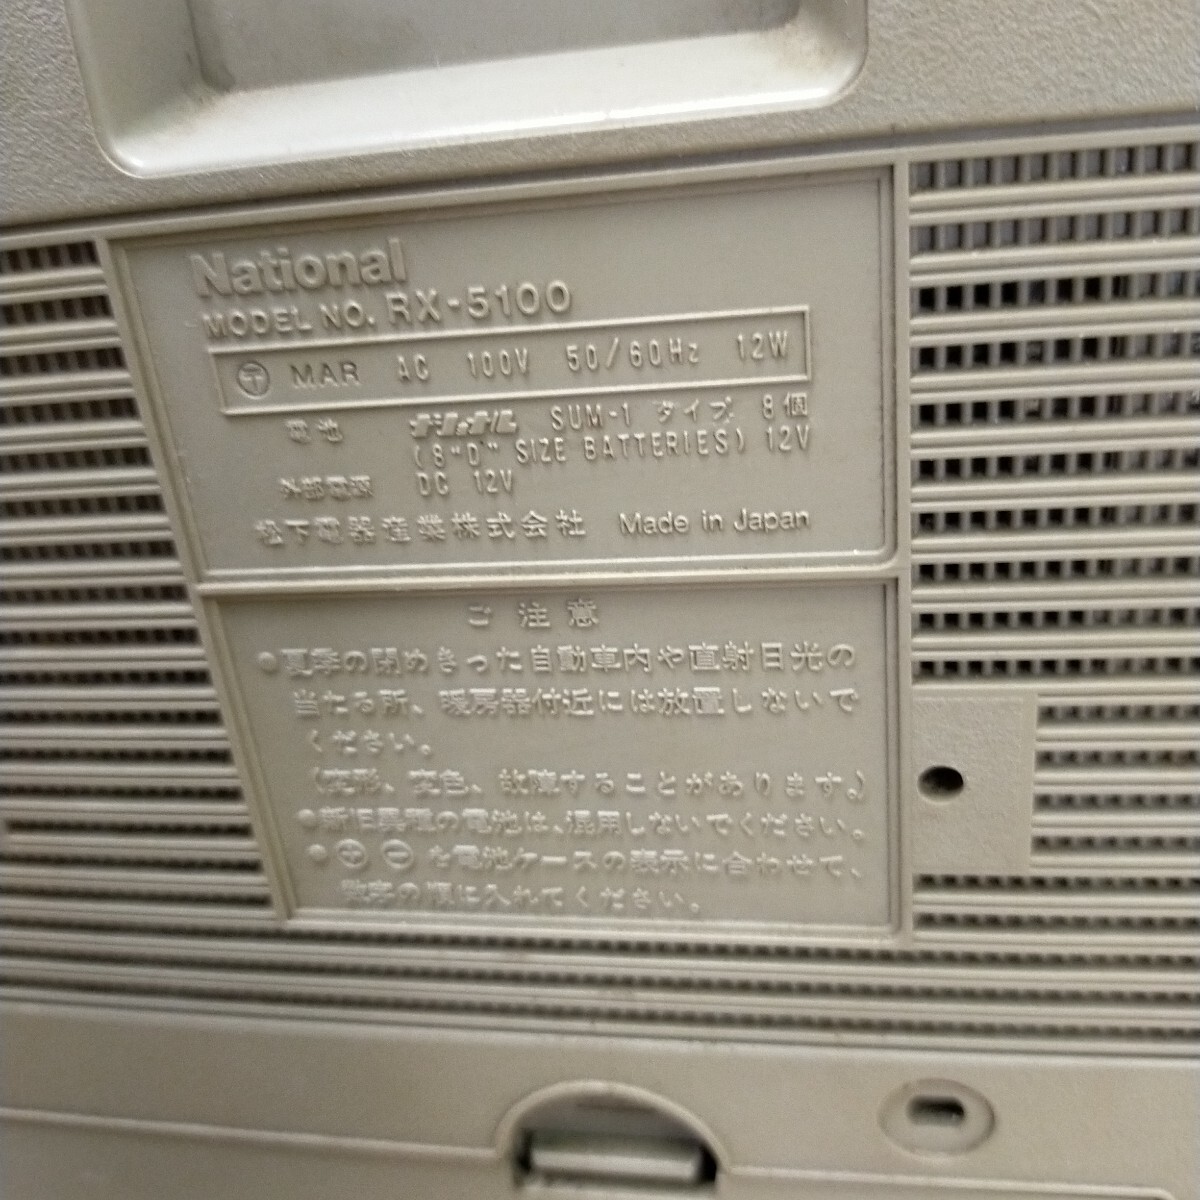 National
MODEL NO. RX-5100
〒 MAR AC 100V 50/60Hz 12W
電池 ナショナル SUM-1 タイプ 8個
(8"D" SIZE BATTERIES) 12V
外部電源 DC 12V
松下電器産業株式会社 Made in Japan
ご注意
●夏季の閉めきった自動車内や直射日光の
当たる所、暖房器付近には放置しないで
ください。
(変形、変色、故障することがあります。)
●新旧異種の電池は、混用しないでください。
●⊕⊖を電池ケースの表示に合わせて、
数字の順に入れてください。